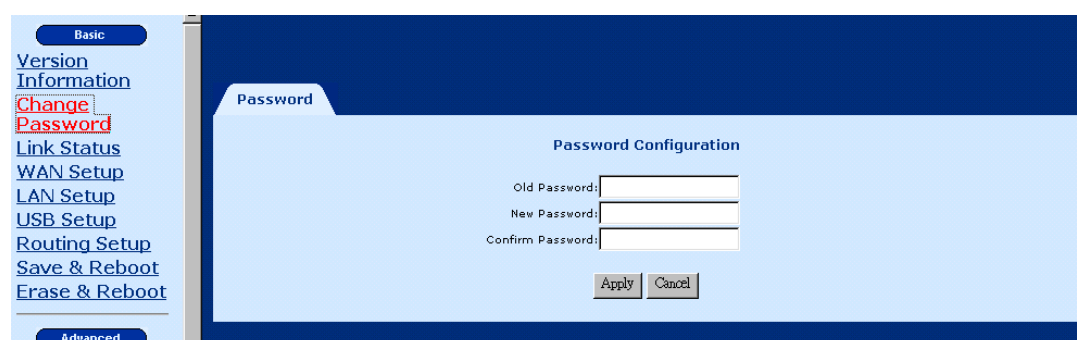 Basic
Version
Information
Change
Password
Link Status
WAN Setup
LAN Setup
USB Setup
Routing Setup
Save & Reboot
Erase & Reboot
Advanced
Password
Password Configuration
Old Password:
New Password:
Confirm Password:
Apply Cancel